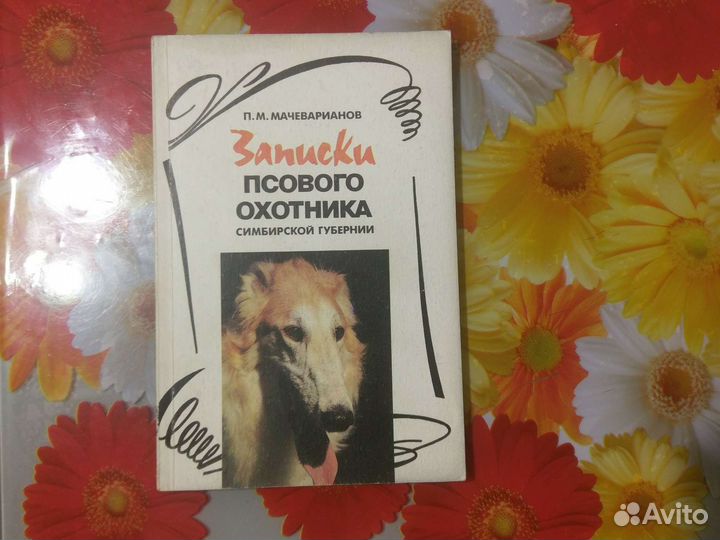 П.М. МАЧЕВАРИАНОВ
Записки
ПСОВОГО
ОХОТНИКА
СИМБИРСКОЙ ГУБЕРНИИ
Avito